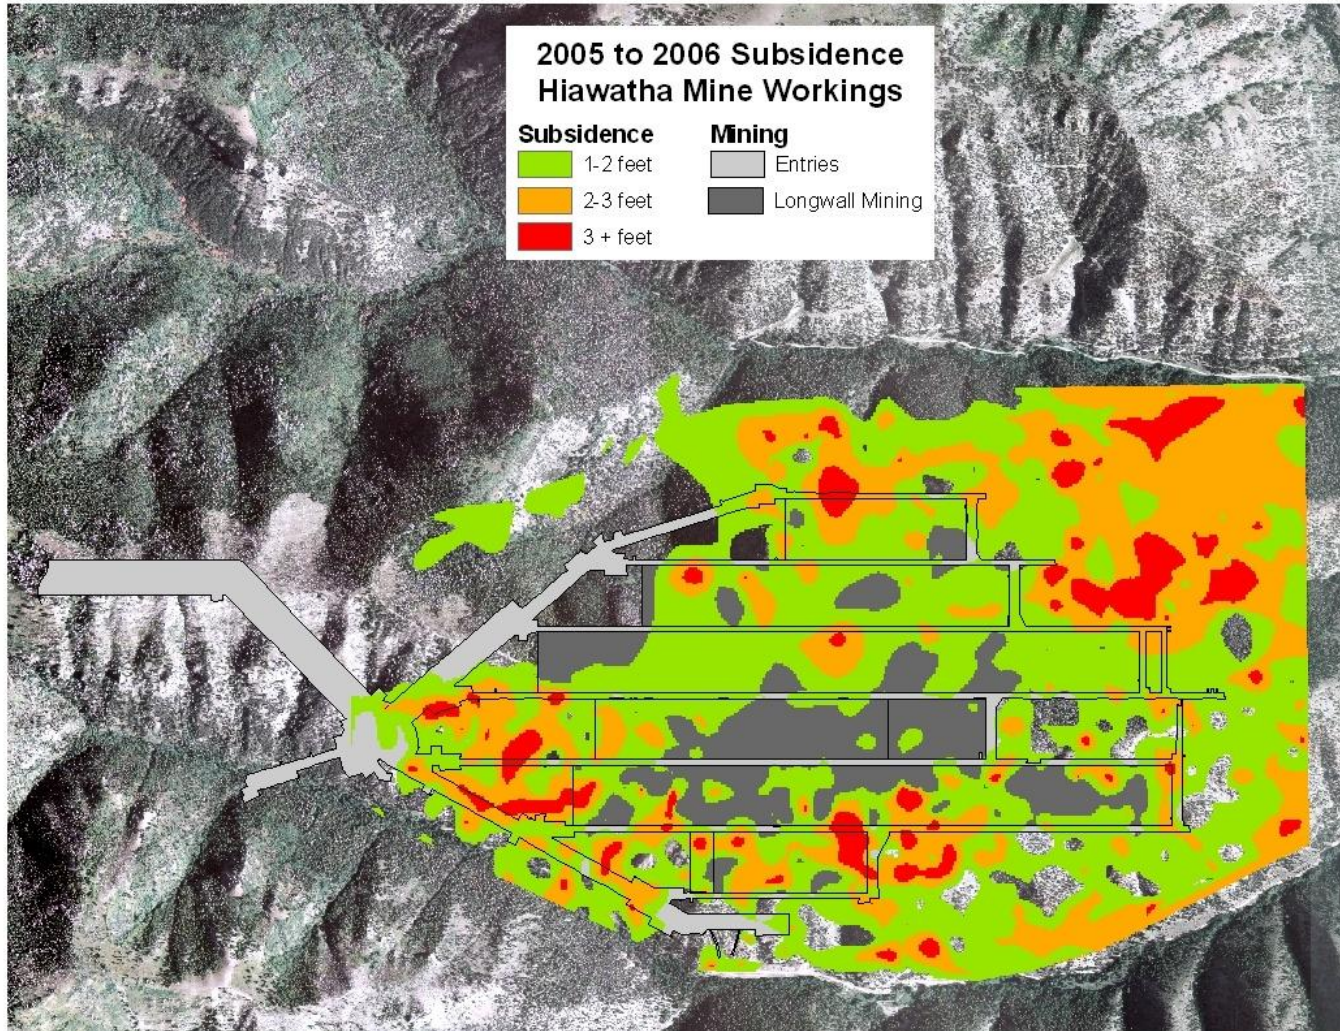 2005 to 2006 Subsidence
Hiawatha Mine Workings
Subsidence
1-2 feet
2-3 feet
3 + feet
Mining
Entries
Longwall Mining